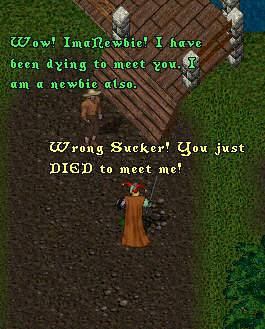 Wow! ImaNewbie! I have
been dying to meet you. I
am a newbie also.
Wrong Sucker! You just
DIED to meet me!